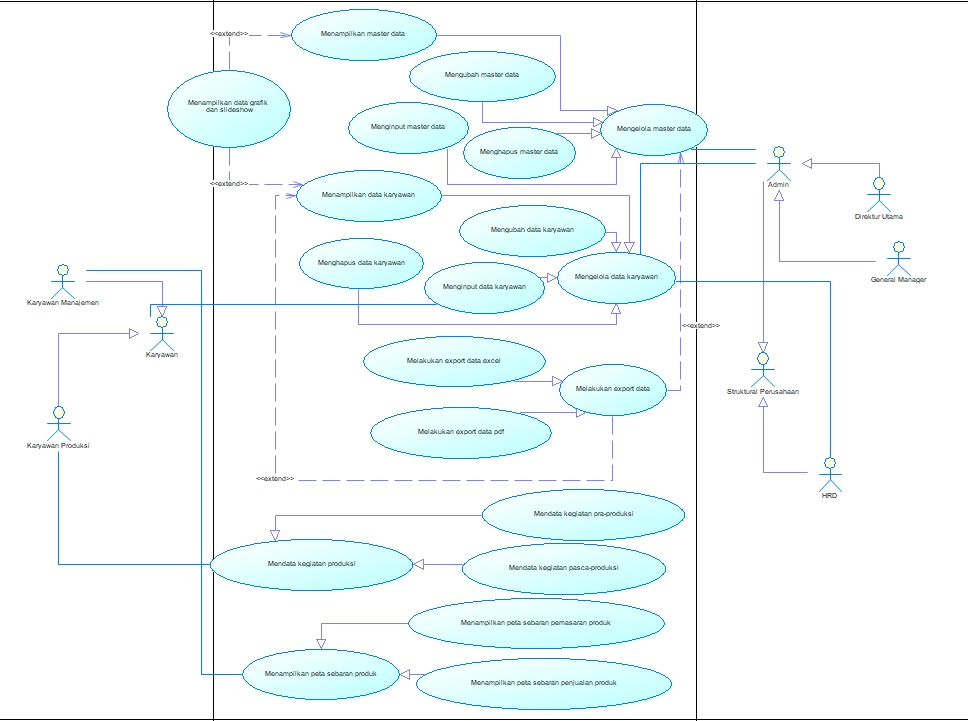 <<extend>>
Menampilkan master data
Mengubah master data
Menampilkan data grafik
dan slideshow
Menginput master data
Mengelola master data
Menghapus master data
Admin
<<extend>>
Menampilkan data karyawan
Direktur Utama
Mengubah data karyawan
Menghapus data karyawan
Mengelola data karyawan
General Manager
Menginput data karyawan
Karyawan Manajemen
<<extend>>
Karyawan
Melakukan export data excel
Melakukan export data
Struktural Perusahaan
Melakukan export data pdf
Karyawan Produksi
<<extend>>
HRD
Mendata kegiatan pra-produksi
Mendata kegiatan produksi
Mendata kegiatan pasca-produksi
Menampilkan peta sebaran pemasaran produk
Menampilkan peta sebaran produk
Menampilkan peta sebaran penjualan produk